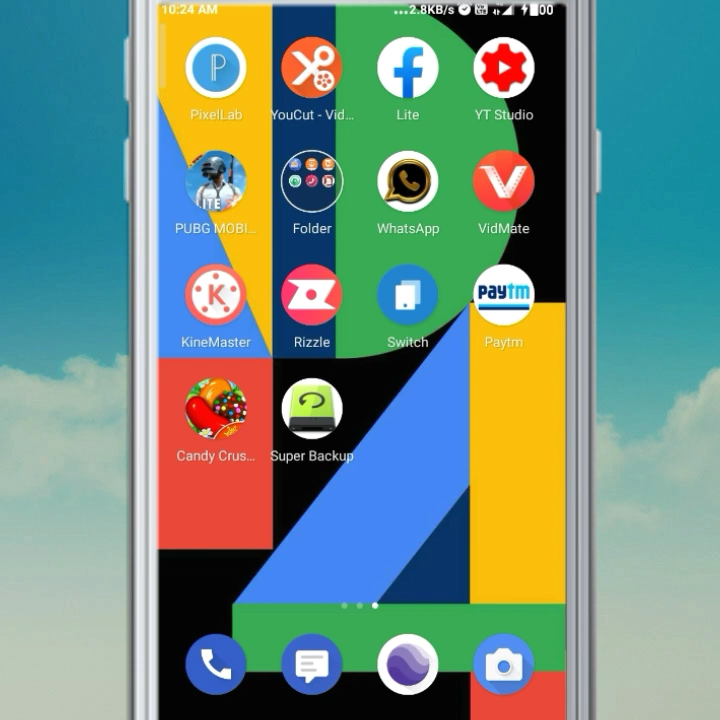 10:24 AM ...2.8KB/s 00
P
PixelLab YouCut - Vid... Lite YT Studio
LITE
PUBG MOBI... Folder WhatsApp VidMate
K paytm
KineMaster Rizzle Switch Paytm
Candy Crus... Super Backup